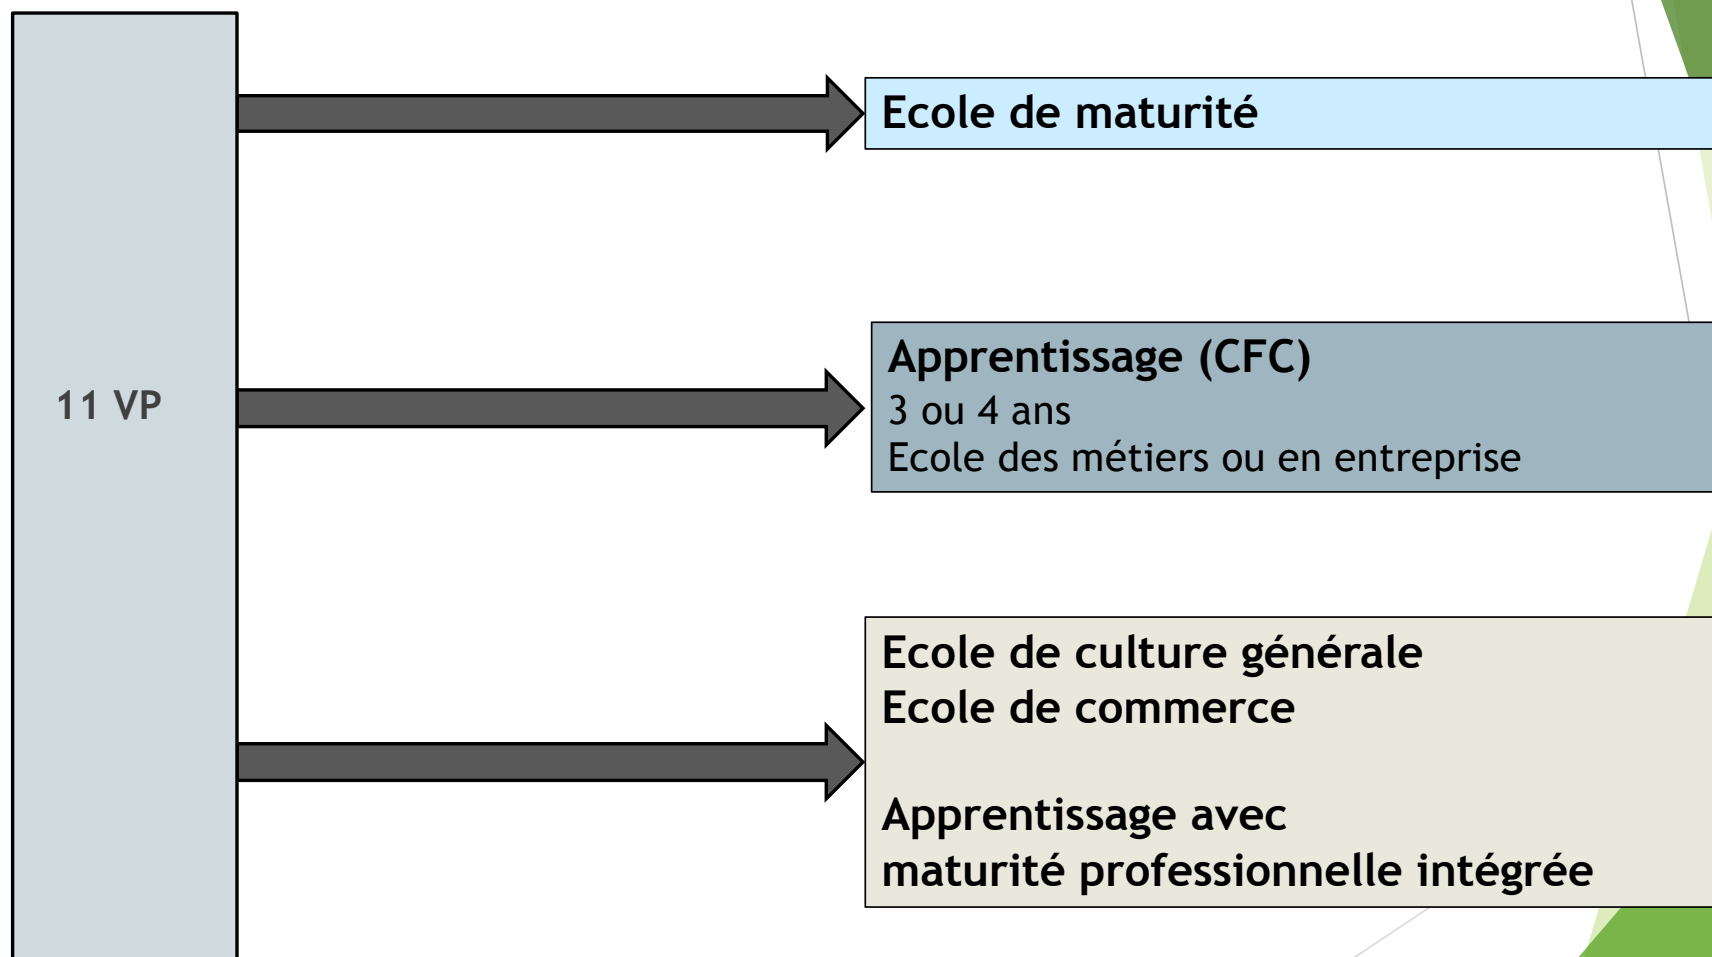 11 VP
Ecole de maturité
Apprentissage (CFC)
3 ou 4 ans
Ecole des métiers ou en entreprise
Ecole de culture générale
Ecole de commerce
Apprentissage avec
maturité professionnelle intégrée